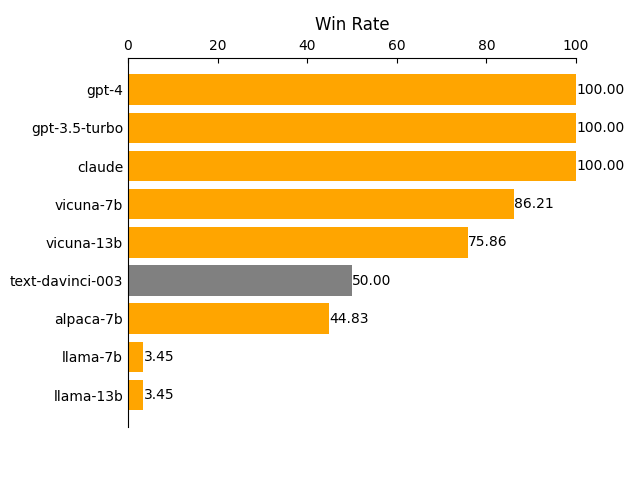 Win Rate
0 20 40 60 80 100
gpt-4 100.00
gpt-3.5-turbo 100.00
claude 100.00
vicuna-7b 86.21
vicuna-13b 75.86
text-davinci-003 50.00
alpaca-7b 44.83
llama-7b 3.45
llama-13b 3.45